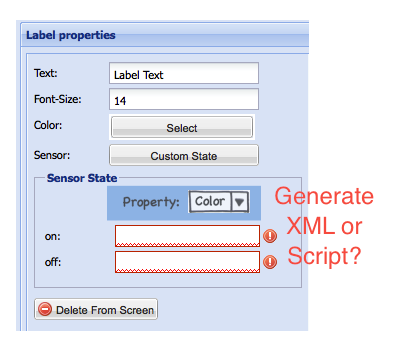 Label properties
Text: Label Text
Font-Size: 14
Color: Select
Sensor: Custom State
Sensor State
Property: Color
on:
off:
Delete From Screen
Generate
XML or
Script?